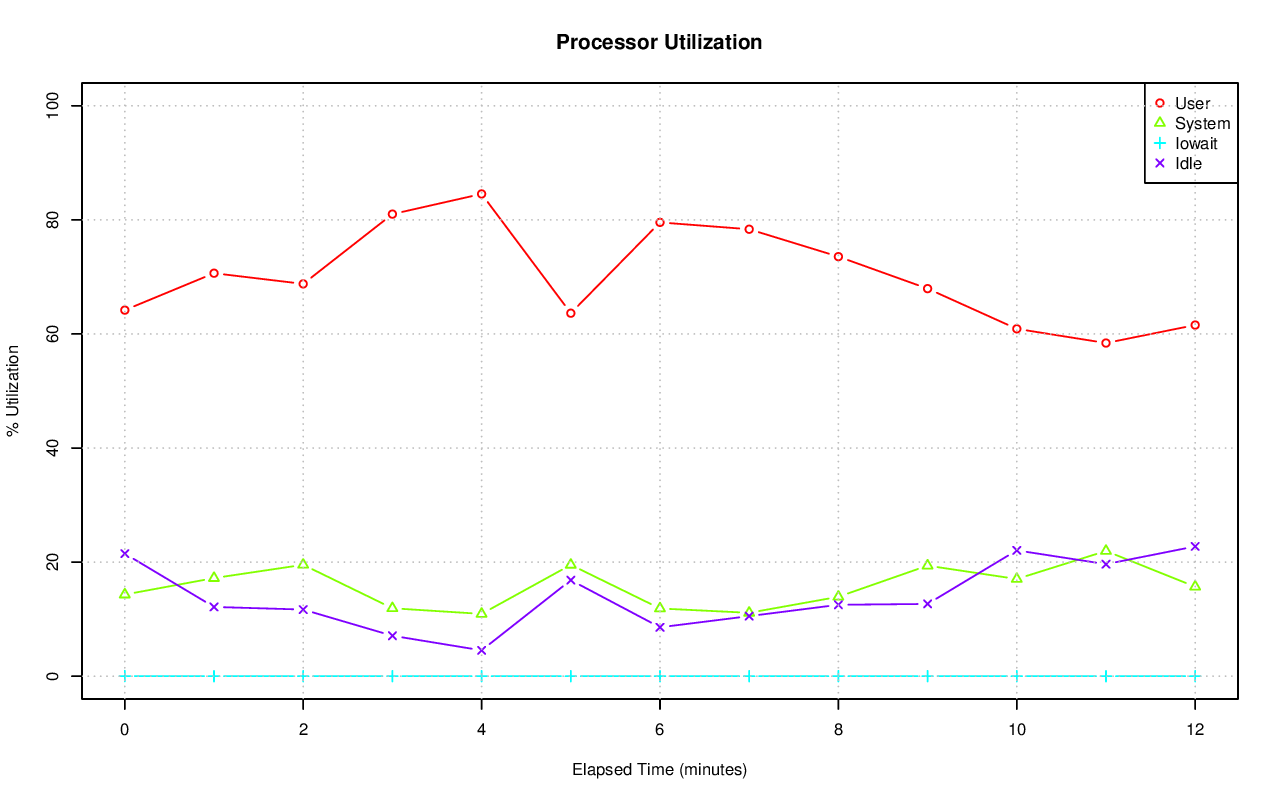 Processor Utilization
100
80
60
40
20
0
% Utilization
User
System
Iowait
Idle
0 2 4 6 8 10 12
Elapsed Time (minutes)